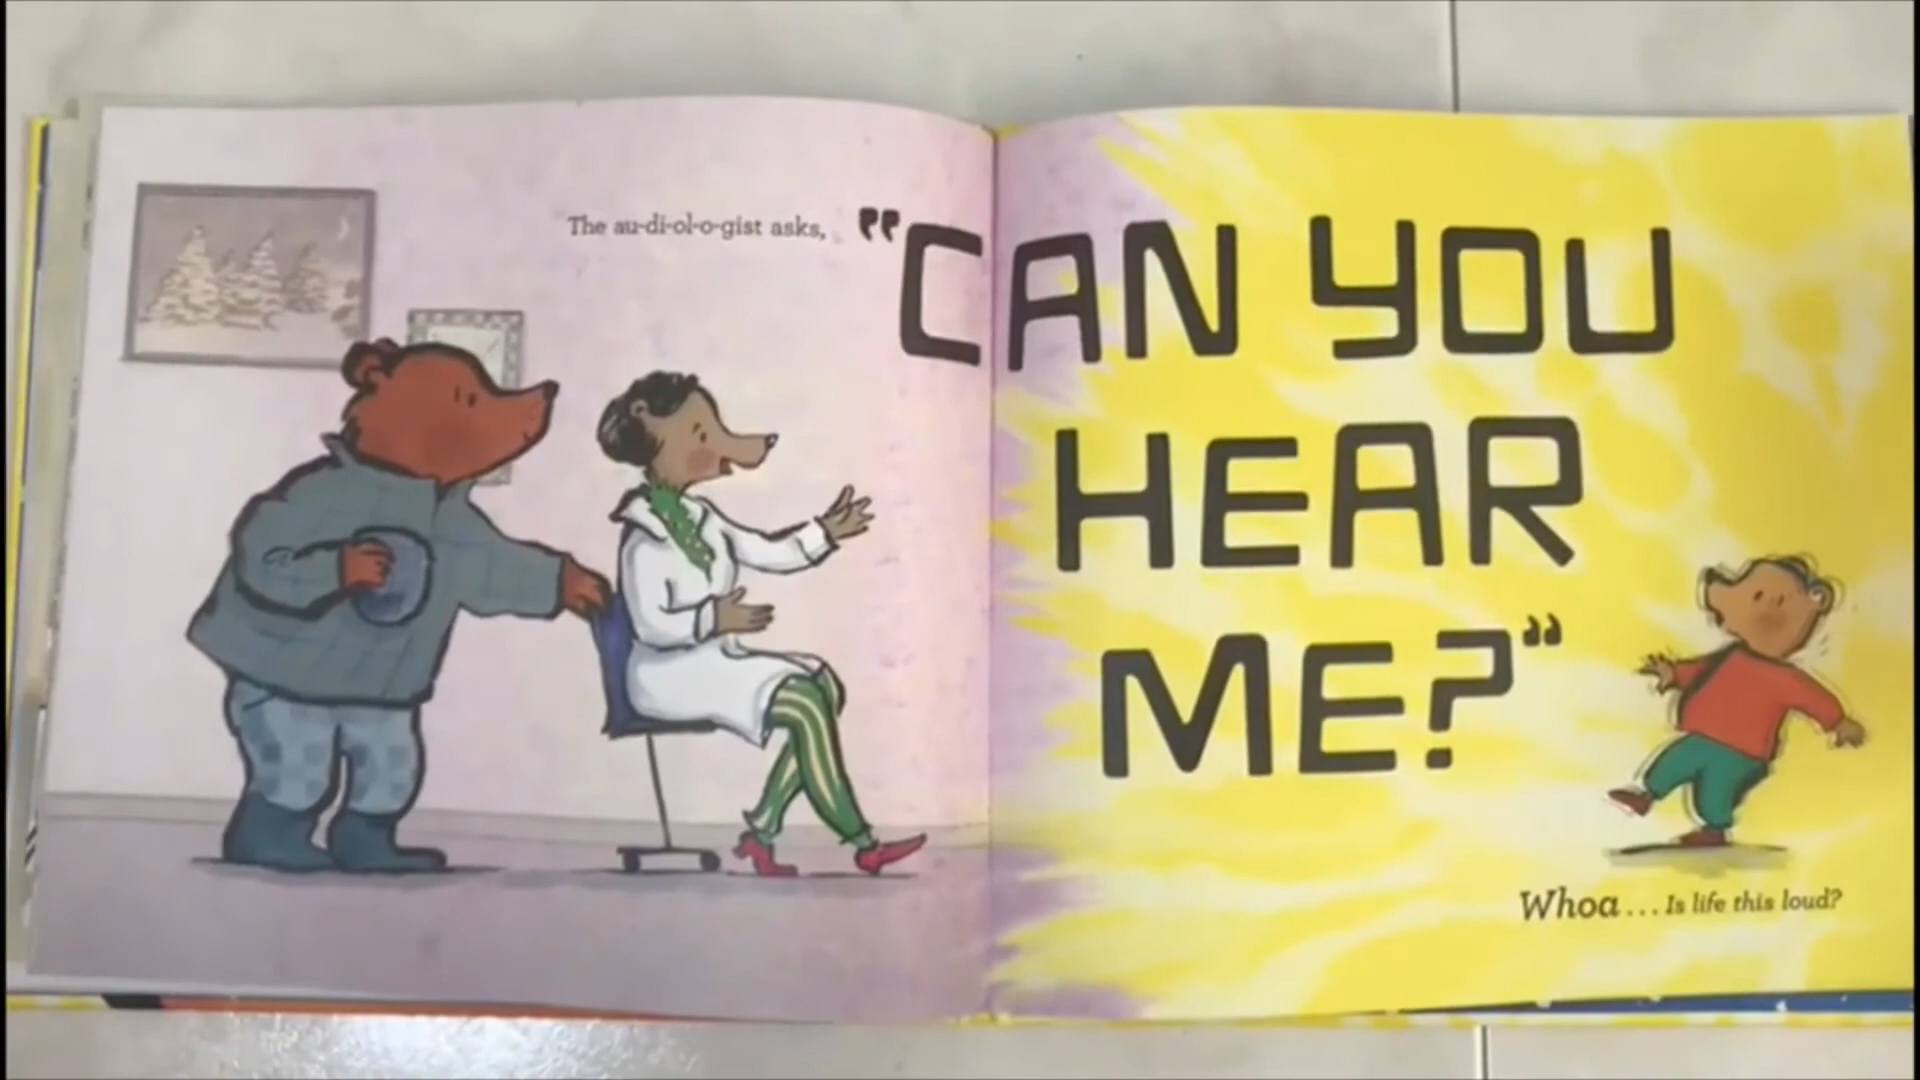 The au-di-ol-o-gist asks, "CAN YOU
HEAR
ME?"
Whoa... Is life this loud?